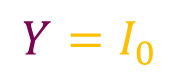 Y = I₀